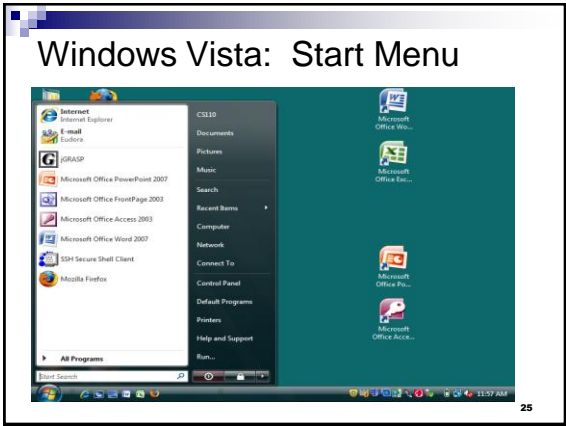 Windows Vista: Start Menu
Internet
Internet Explorer
E-mail
Eudora
jGRASP
Microsoft Office PowerPoint 2007
Microsoft Office FrontPage 2003
Microsoft Office Access 2003
Microsoft Office Word 2007
SSH Secure Shell Client
Mozilla Firefox
All Programs
Start Search
CS110
Documents
Pictures
Music
Search
Recent Items
Computer
Network
Connect To
Control Panel
Default Programs
Printers
Help and Support
Run...
Microsoft
Office Wo...
Microsoft
Office Exc...
Microsoft
Office Po...
Microsoft
Office Acce...
11:57 AM
25